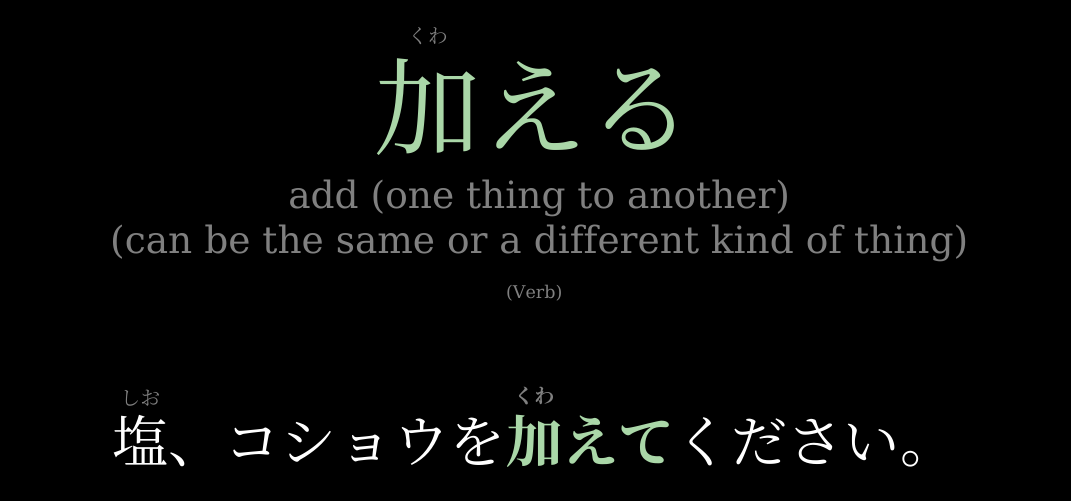 くわ
加える
add (one thing to another)
(can be the same or a different kind of thing)
(Verb)
しお くわ
塩、コショウを加えてください。